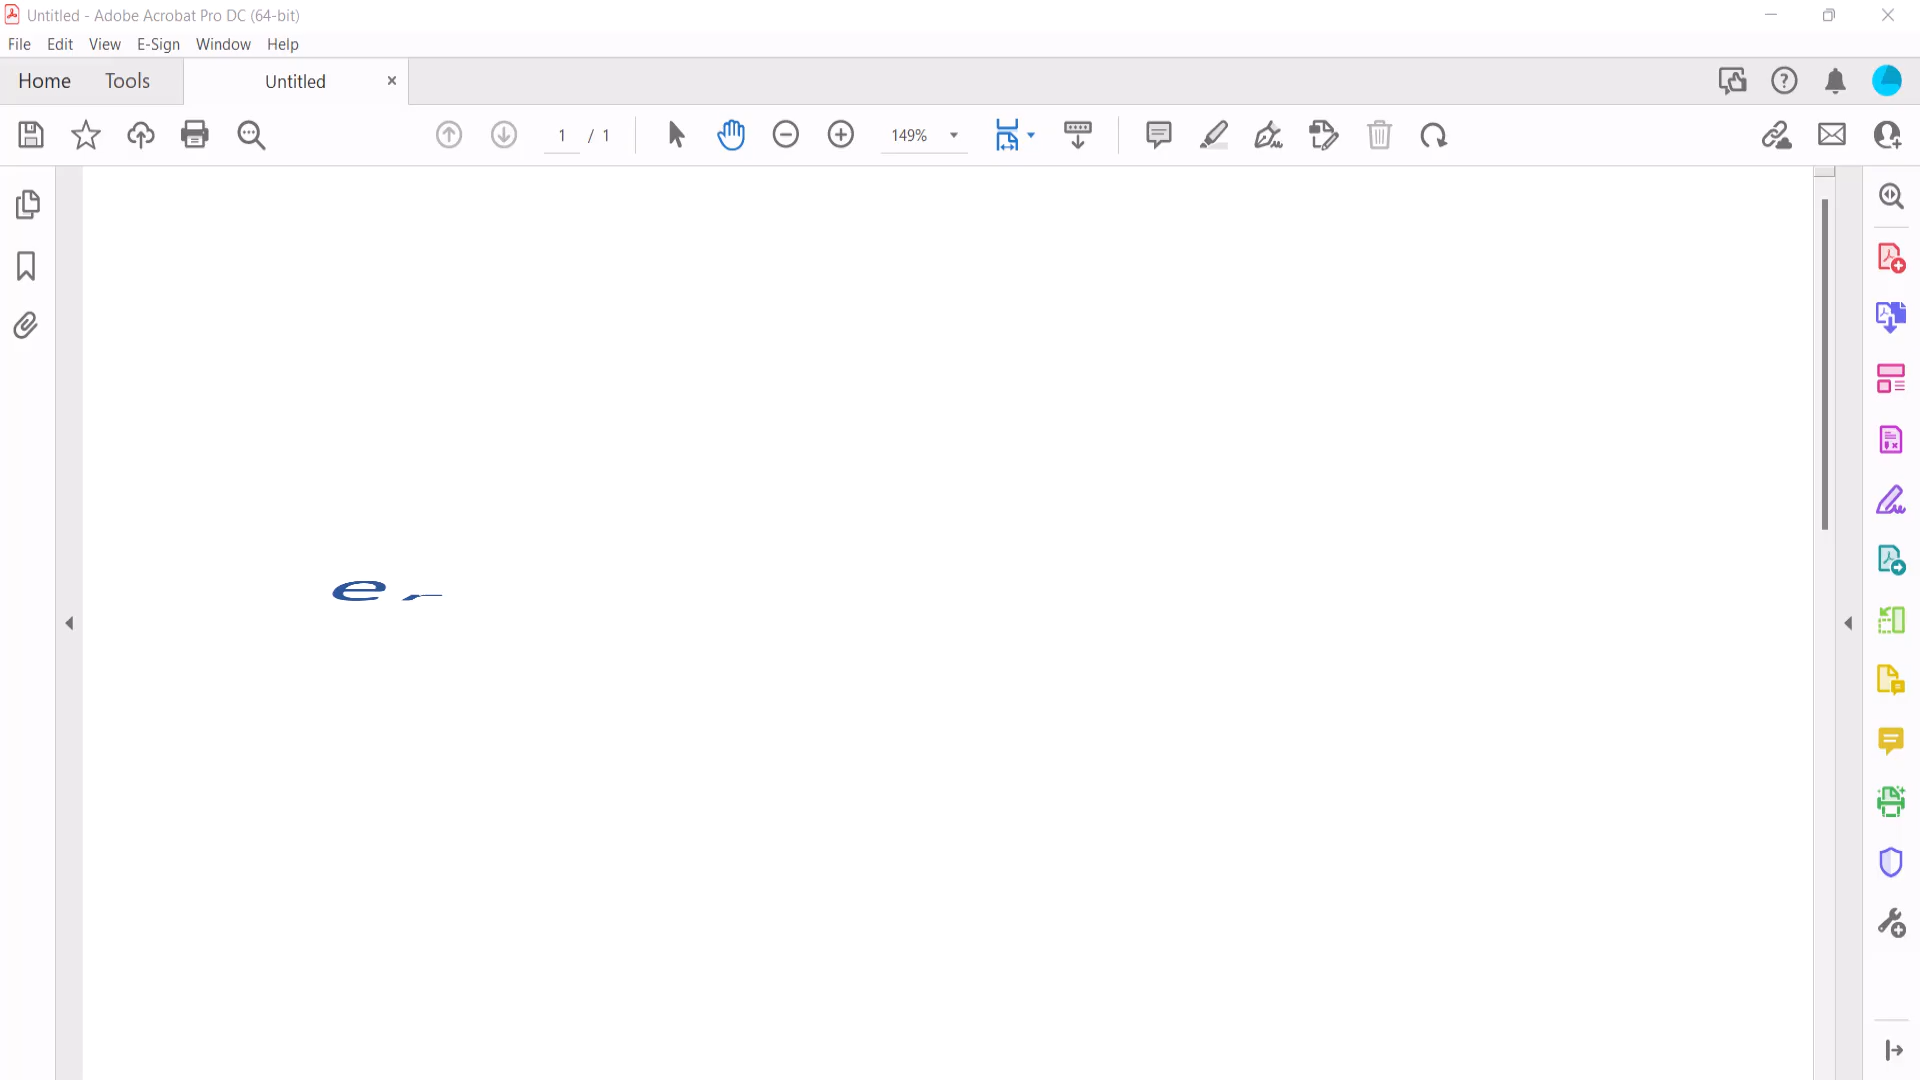 Untitled - Adobe Acrobat Pro DC (64-bit)
File Edit View E-Sign Window Help
Home Tools Untitled
1 / 1 149%
e